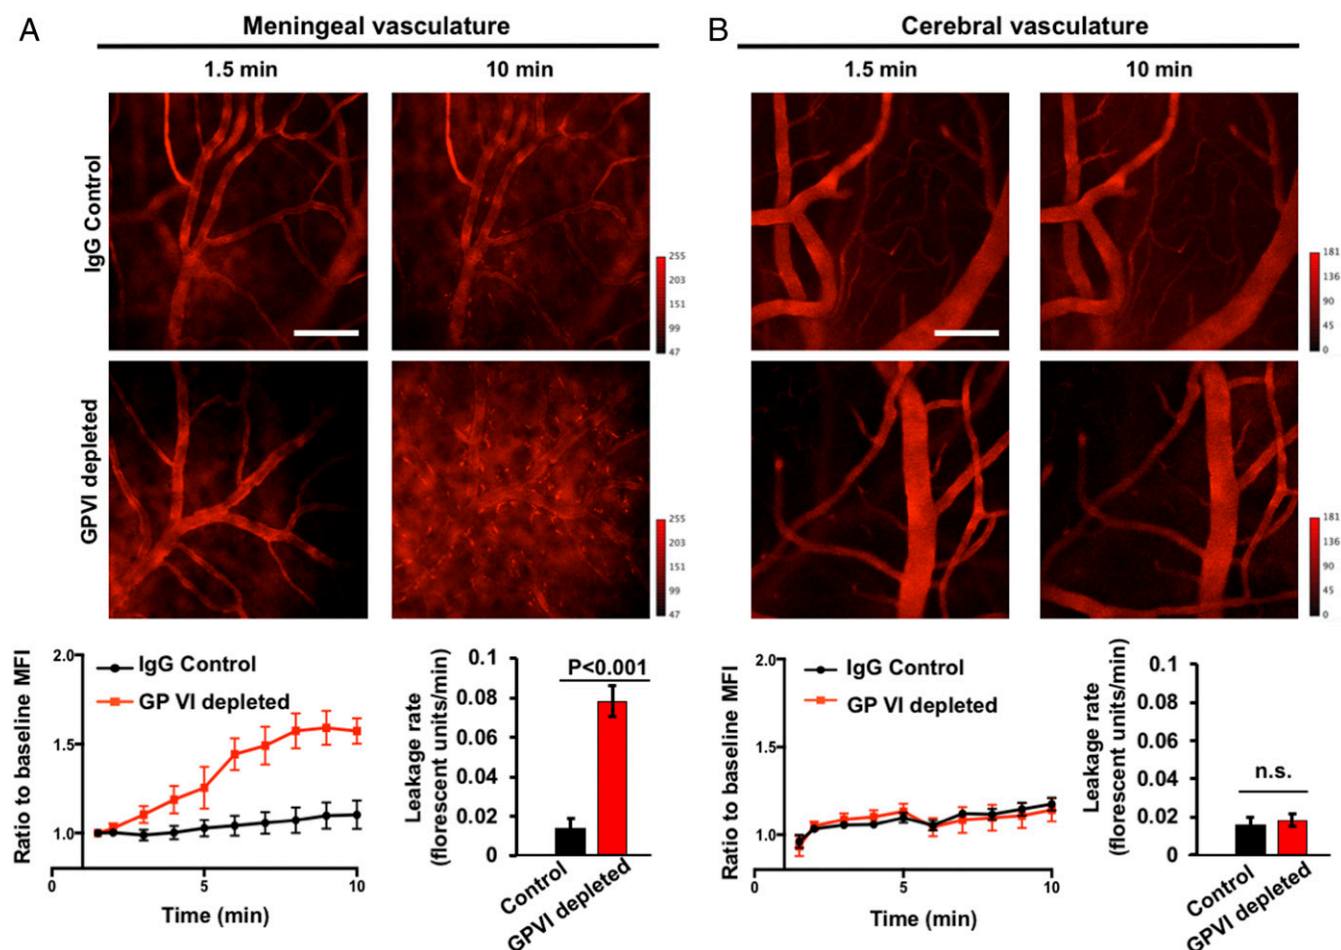 A
Meningeal vasculature
1.5 min
10 min
IgG Control
255
203
151
99
47
GPVI depleted
255
203
151
99
47
Ratio to baseline MFI
2.0
1.5
1.0
0
5
10
Time (min)
IgG Control
GP VI depleted
Leakage rate
(florescent units/min)
0.1
0.08
0.06
0.04
0.02
0
P<0.001
Control
GPVI depleted
B
Cerebral vasculature
1.5 min
10 min
181
136
90
45
0
181
136
90
45
0
Ratio to baseline MFI
2.0
1.5
1.0
0
5
10
Time (min)
IgG Control
GP VI depleted
Leakage rate
(florescent units/min)
0.1
0.08
0.06
0.04
0.02
0
n.s.
Control
GPVI depleted